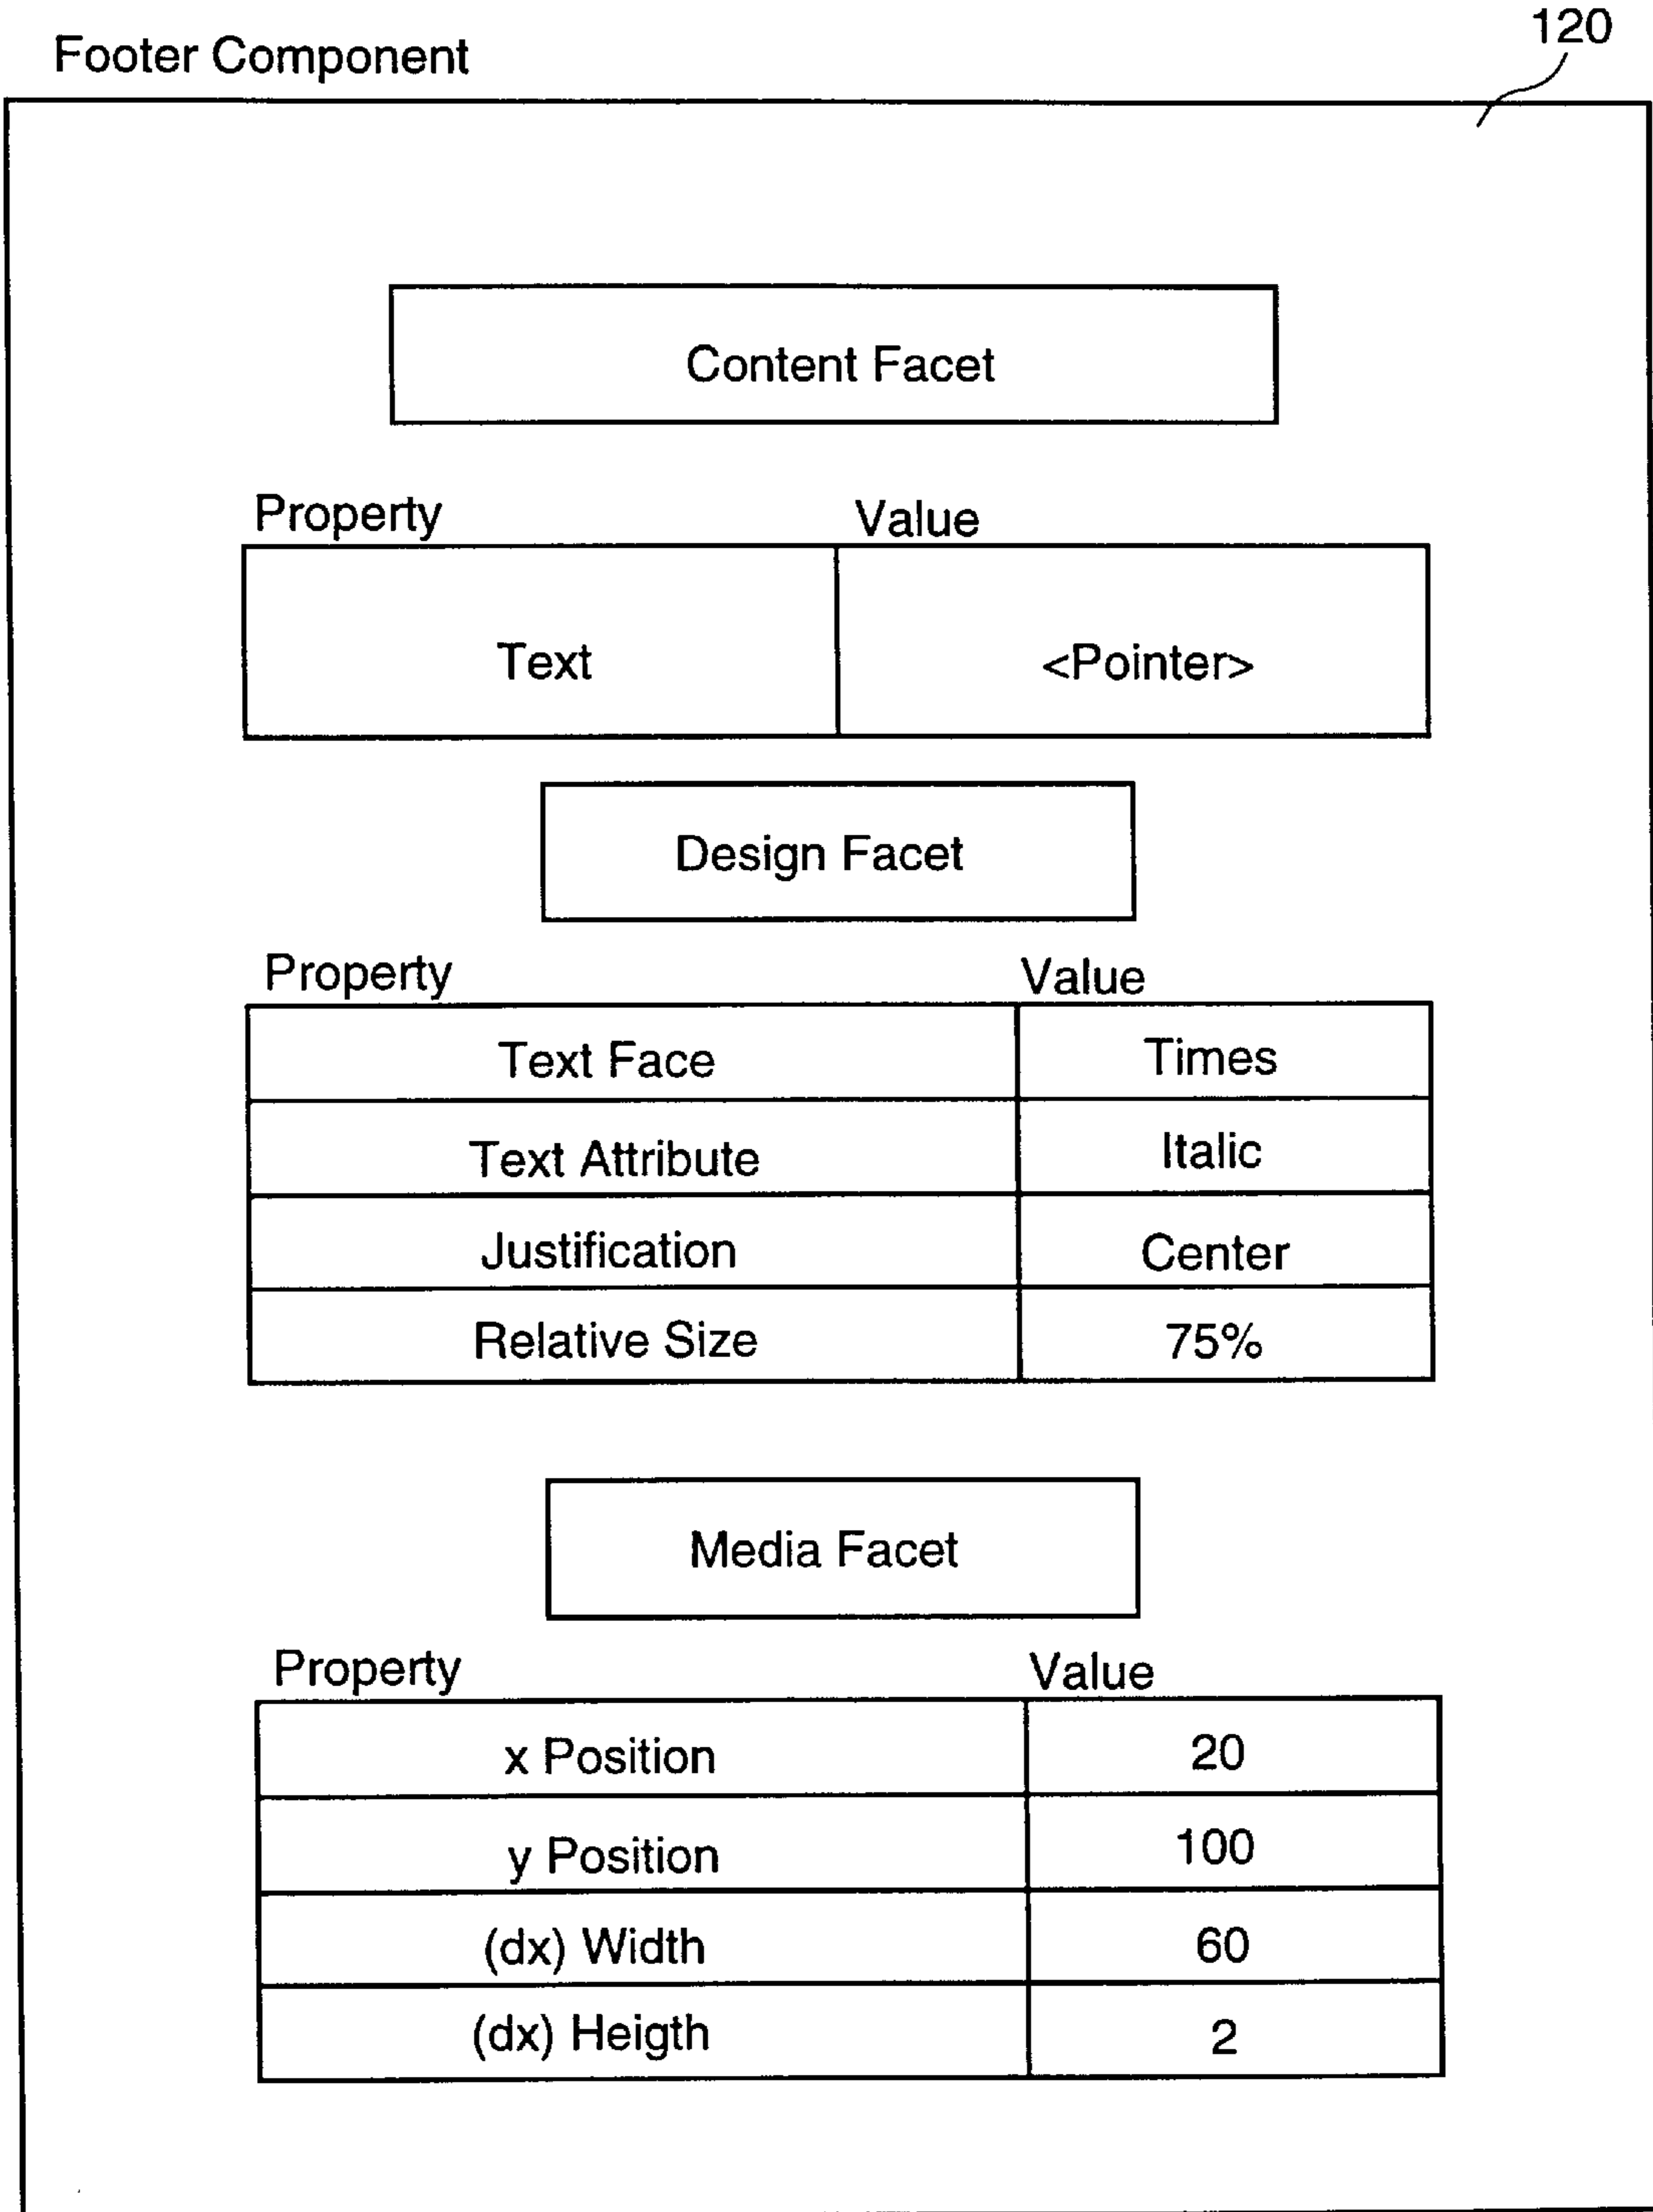 120
Footer Component
Content Facet
Property Value
Text <Pointer>
Design Facet
Property Value
Text Face Times
Text Attribute Italic
Justification Center
Relative Size 75%
Media Facet
Property Value
x Position 20
y Position 100
(dx) Width 60
(dx) Heigth 2